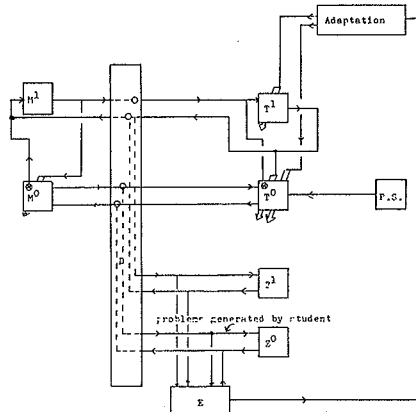 Adaptation
M¹
T¹
M⁰
T⁰
P.S.
D
Z¹
problems generated by student
Z⁰
E